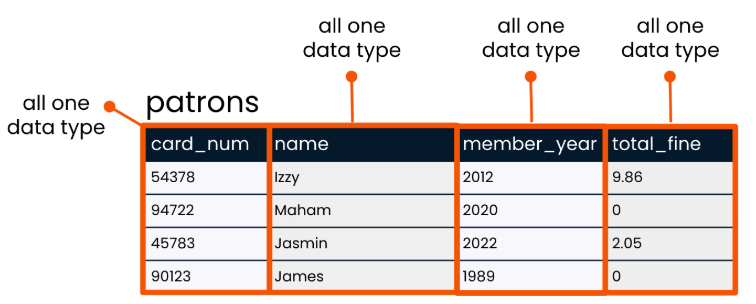 all one
data type
all one
data type
all one
data type
all one
data type
patrons
card_num name member_year total_fine
54378 Izzy 2012 9.86
94722 Maham 2020 0
45783 Jasmin 2022 2.05
90123 James 1989 0